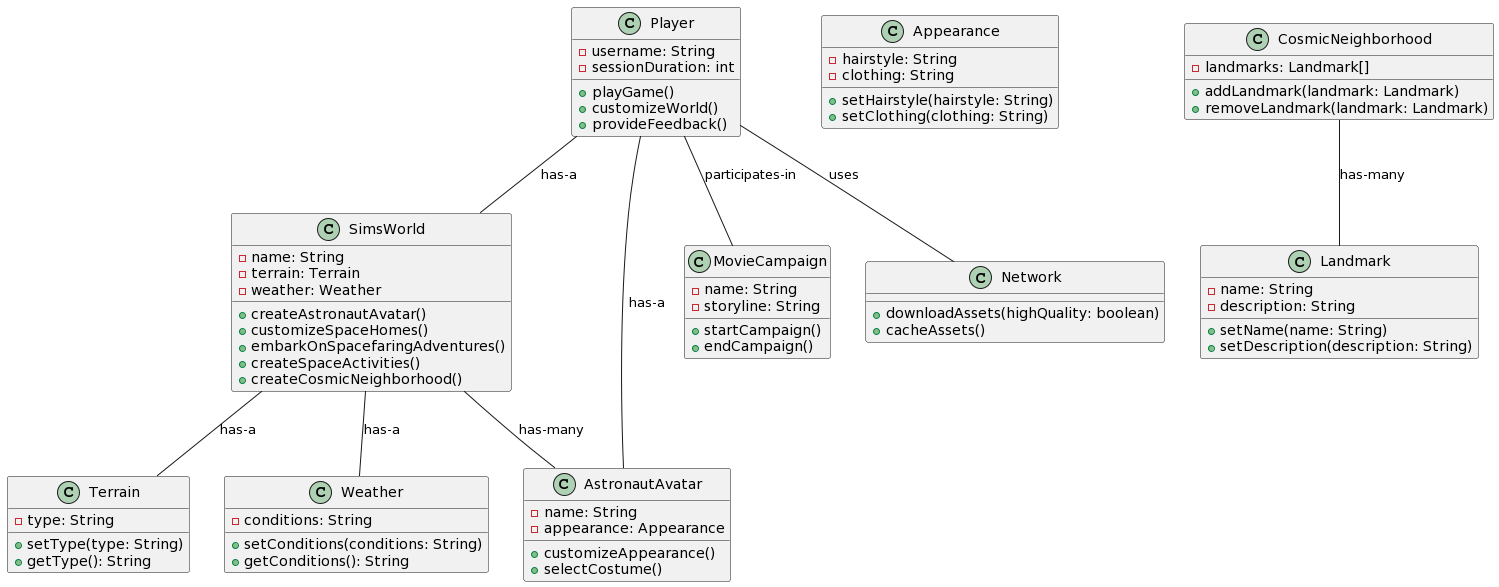 C Player
username: String
sessionDuration: int
playGame()
customizeWorld()
provideFeedback()
C Appearance
hairstyle: String
clothing: String
setHairstyle(hairstyle: String)
setClothing(clothing: String)
C CosmicNeighborhood
landmarks: Landmark[]
addLandmark(landmark: Landmark)
removeLandmark(landmark: Landmark)
has-a
has-a
participates-in
uses
has-many
C SimsWorld
name: String
terrain: Terrain
weather: Weather
createAstronautAvatar()
customizeSpaceHomes()
embarkOnSpacefaringAdventures()
createSpaceActivities()
createCosmicNeighborhood()
C MovieCampaign
name: String
storyline: String
startCampaign()
endCampaign()
C Network
downloadAssets(highQuality: boolean)
cacheAssets()
C Landmark
name: String
description: String
setName(name: String)
setDescription(description: String)
has-a
has-a
has-many
C Terrain
type: String
setType(type: String)
getType(): String
C Weather
conditions: String
setConditions(conditions: String)
getConditions(): String
C AstronautAvatar
name: String
appearance: Appearance
customizeAppearance()
selectCostume()